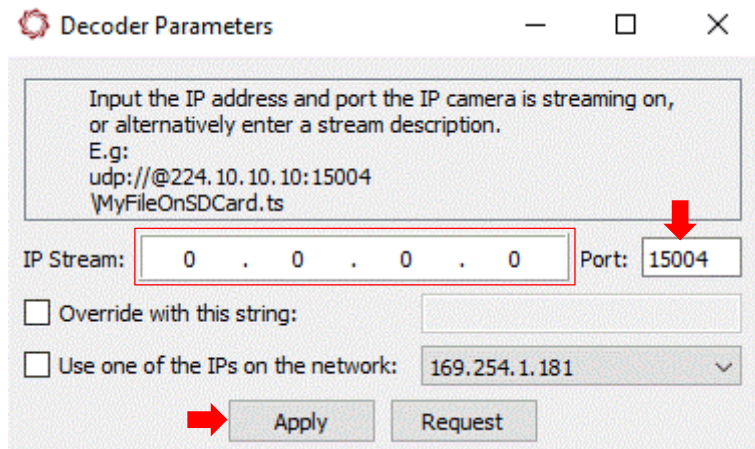 Decoder Parameters
Input the IP address and port the IP camera is streaming on,
or alternatively enter a stream description.
E.g:
udp://@224.10.10.10:15004
\MyFileOnSDCard.ts
IP Stream: 0 . 0 . 0 . 0 Port: 15004
Override with this string:
Use one of the IPs on the network: 169.254.1.181
Apply Request